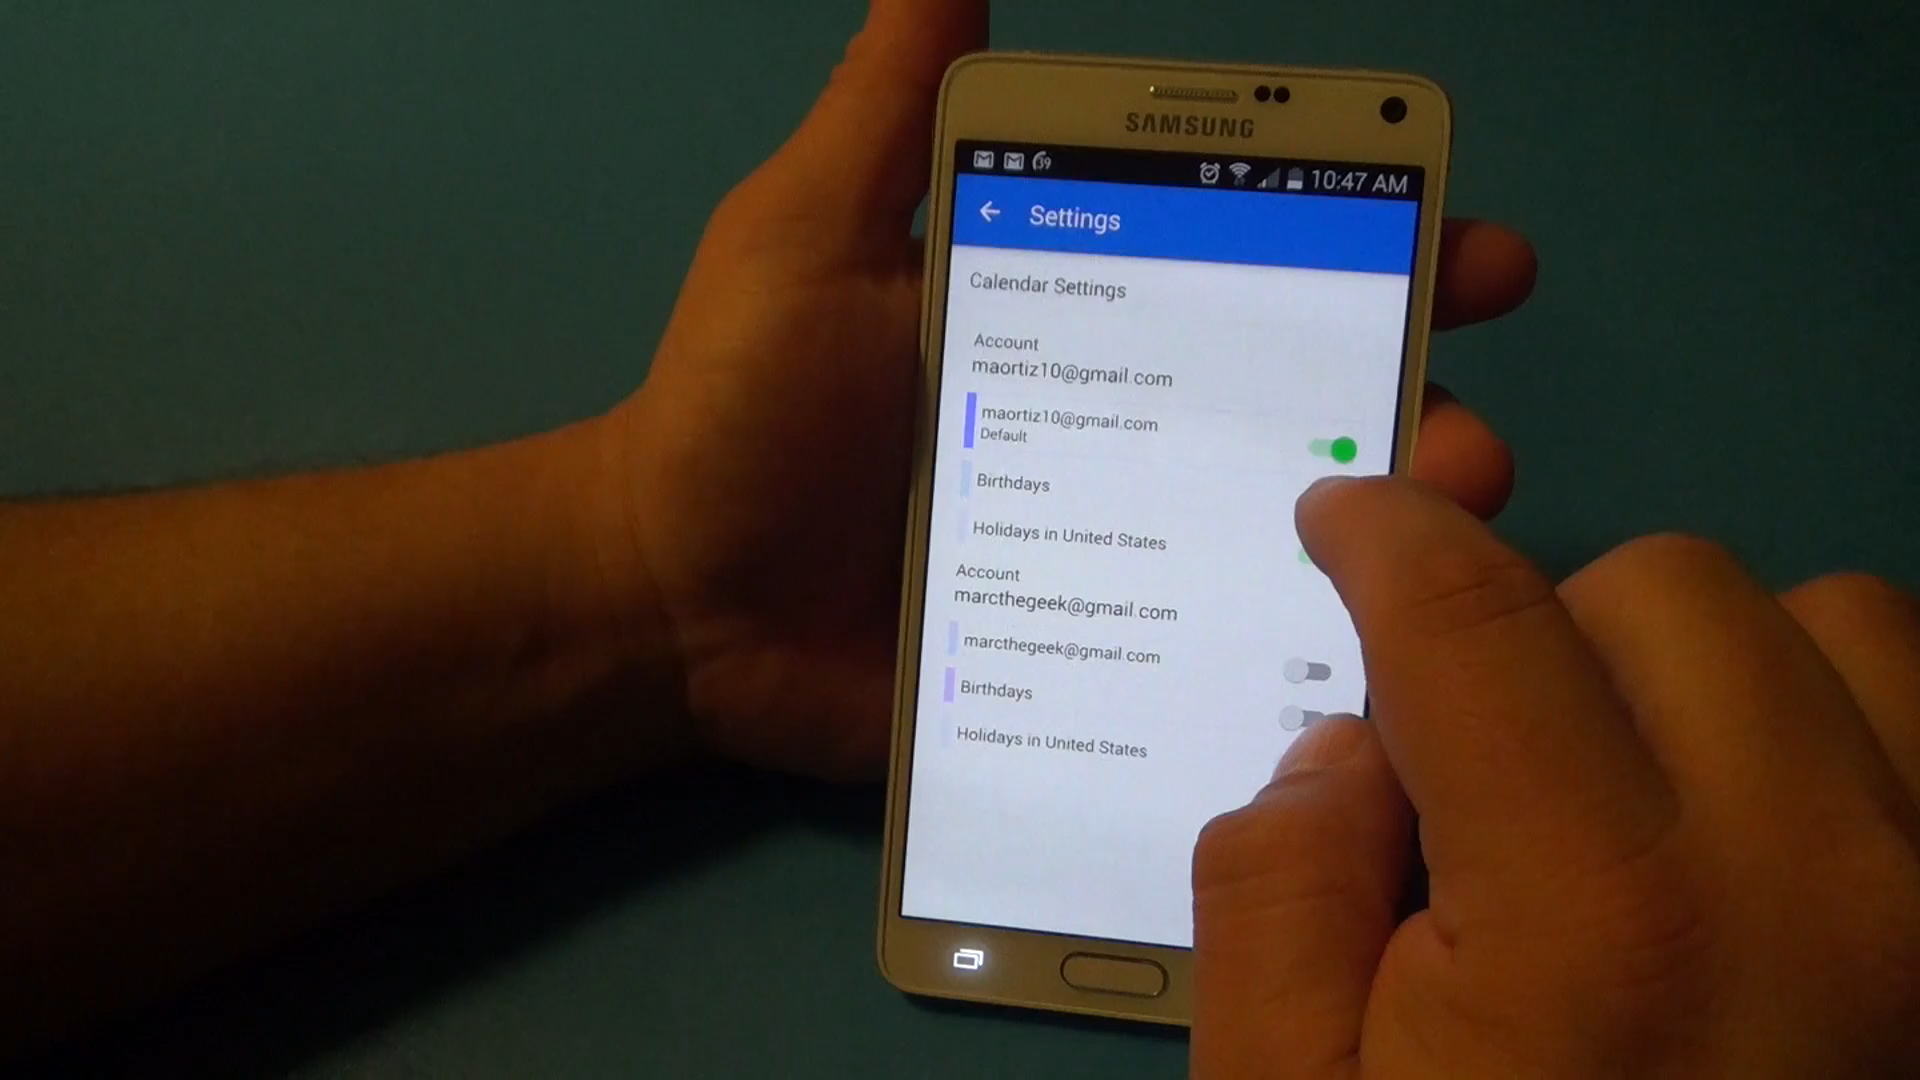 SAMSUNG
39 10:47 AM
Settings
Calendar Settings
Account
maortiz10@gmail.com
maortiz10@gmail.com
Default
Birthdays
Holidays in United States
Account
marcthegeek@gmail.com
marcthegeek@gmail.com
Birthdays
Holidays in United States